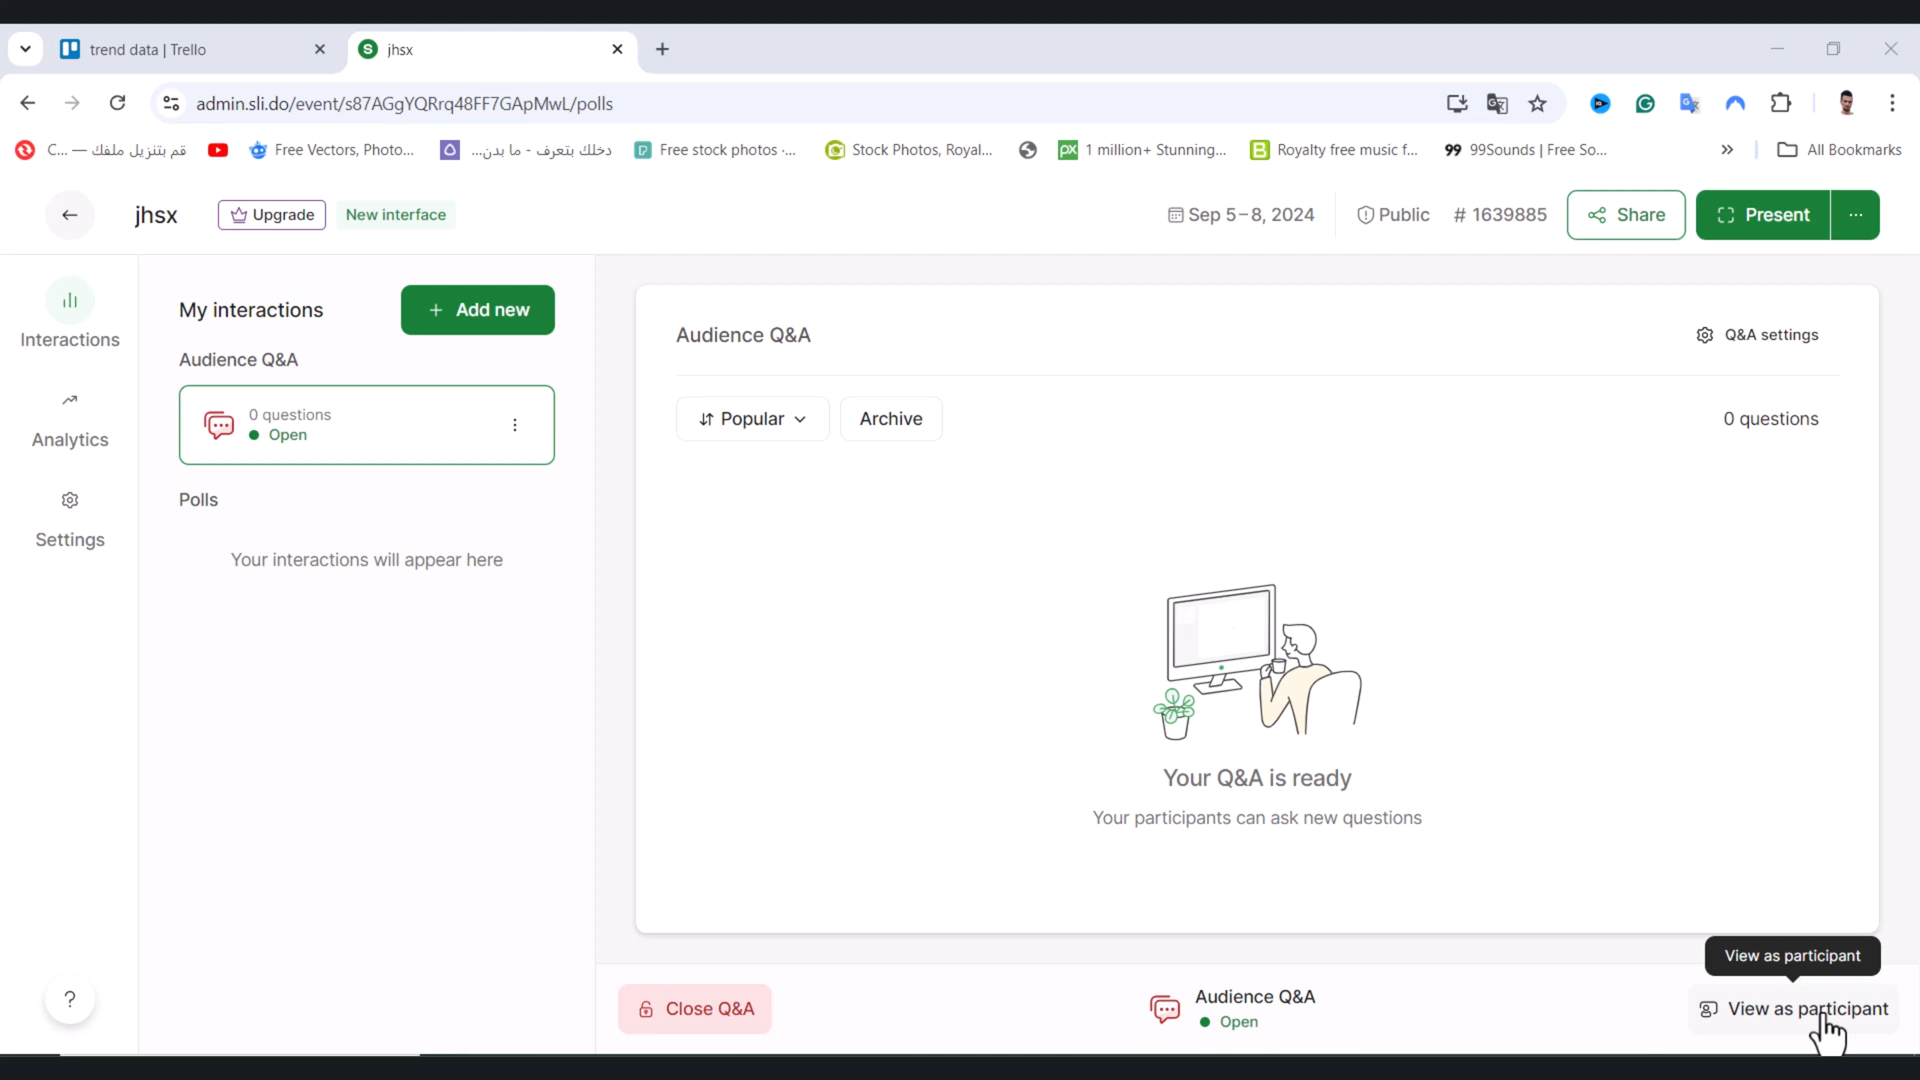 trend data | Trello
jhsx
admin.sli.do/event/s87AGgYQRrq48FF7GApMwL/polls
قم بتنزيل ملفك — C...
Free Vectors, Photo...
دخلك بتعرف - ما بدن...
Free stock photos ·...
Stock Photos, Royal...
1 million+ Stunning...
Royalty free music f...
99Sounds | Free So...
All Bookmarks
jhsx
Upgrade
New interface
Sep 5–8, 2024
Public
# 1639885
Share
Present
Interactions
Analytics
Settings
My interactions
+ Add new
Audience Q&A
0 questions
Open
Polls
Your interactions will appear here
Audience Q&A
Q&A settings
Popular
Archive
0 questions
Your Q&A is ready
Your participants can ask new questions
View as participant
?
Close Q&A
Audience Q&A
Open
View as participant